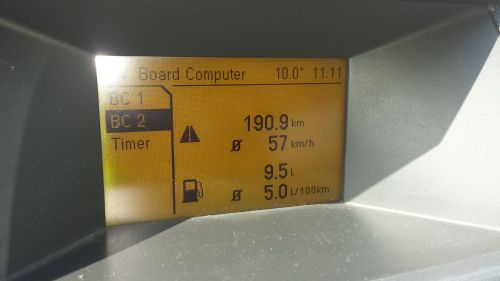 Board Computer 10.0° 11:11
BC 1
BC 2
Timer
190.9 km
Ø 57 km/h
9.5 L
Ø 5.0 L/100km